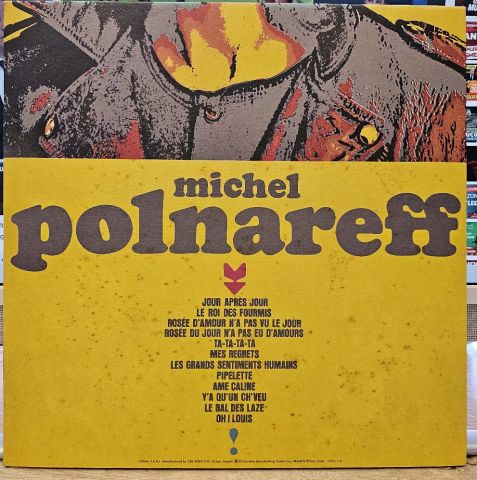 michel
polnareff
JOUR APRÈS JOUR
LE ROI DES FOURMIS
ROSÉE D'AMOUR N'A PAS VU LE JOUR
ROSÉE DU JOUR N'A PAS EU D'AMOURS
TA-TA-TA-TA
MES REGRETS
LES GRANDS SENTIMENTS HUMAINS
PIPELETTE
AME CALINE
Y'A QU'UN CH'VEU
LE BAL DES LAZE
OH ! LOUIS
!